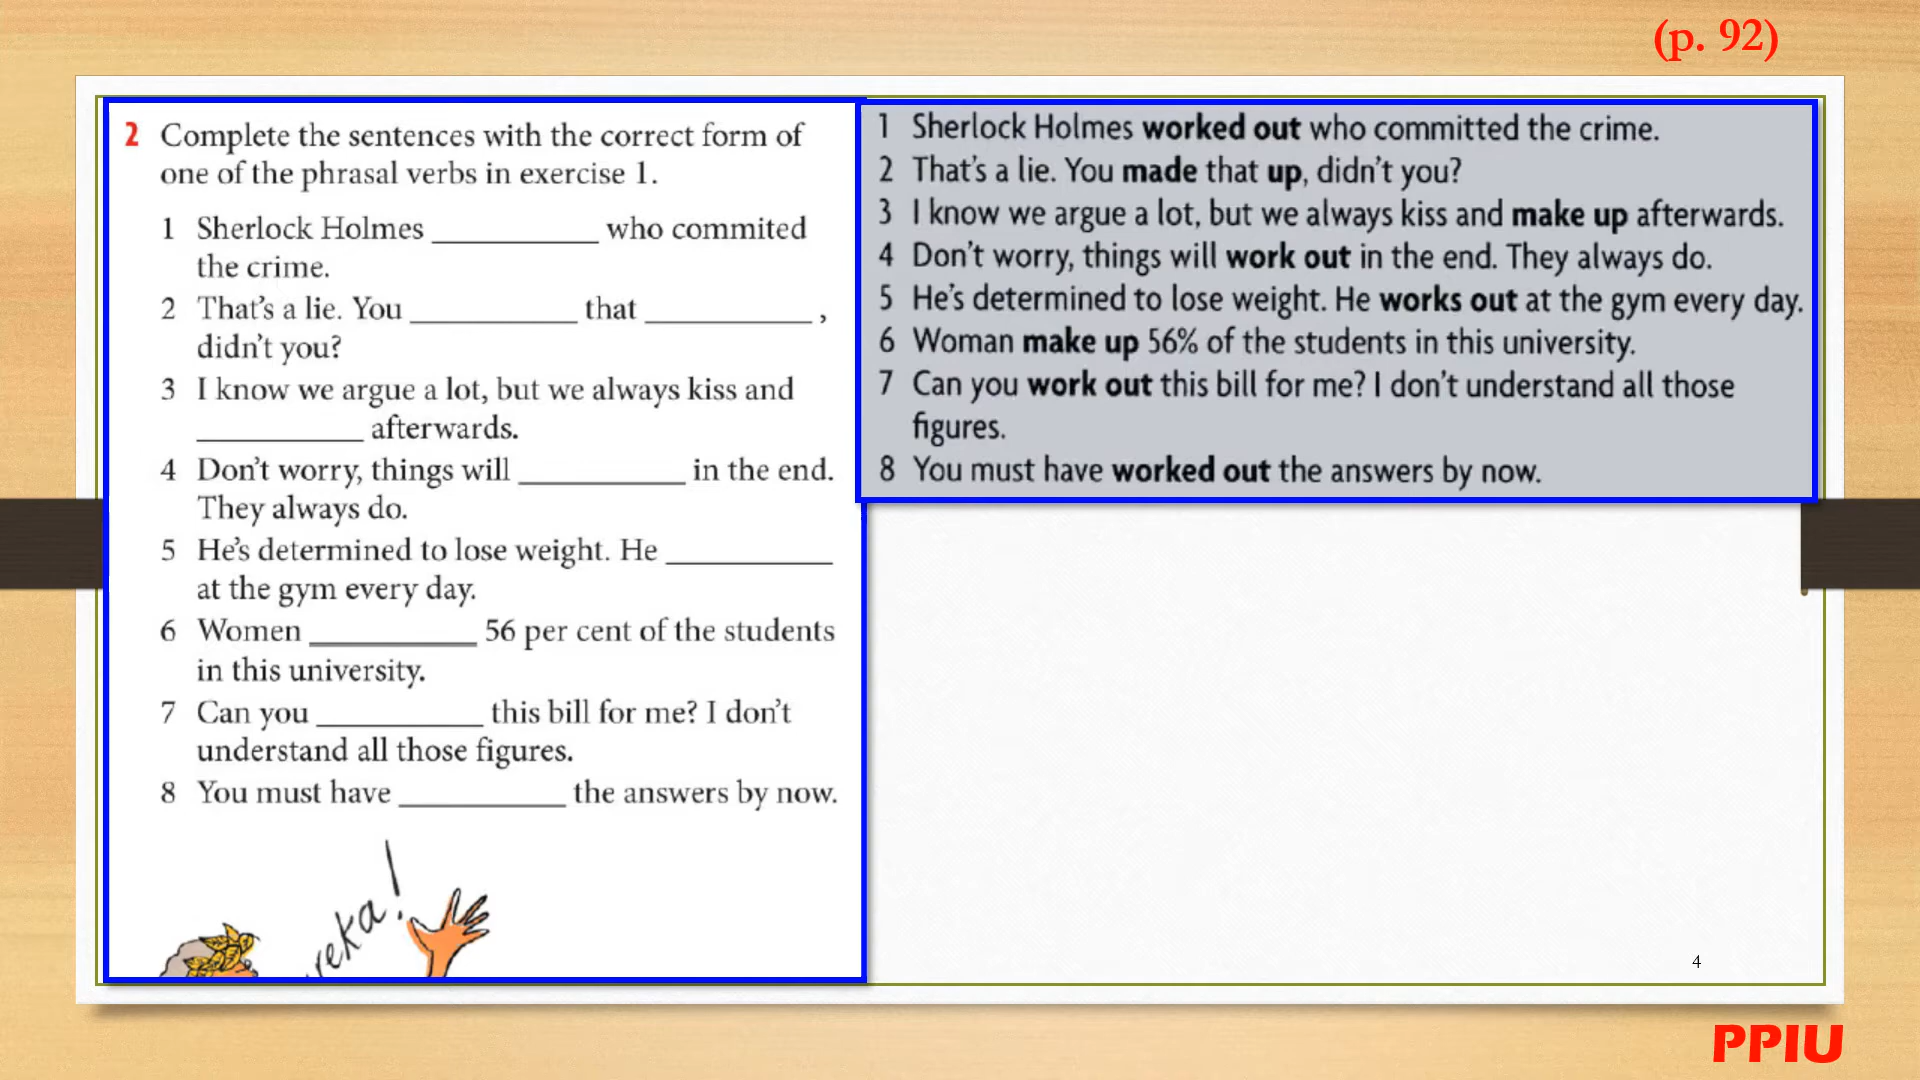 (p. 92)
2 Complete the sentences with the correct form of
one of the phrasal verbs in exercise 1.
1 Sherlock Holmes ___________ who commited
the crime.
2 That's a lie. You ___________ that ___________ ,
didn't you?
3 I know we argue a lot, but we always kiss and
___________ afterwards.
4 Don't worry, things will ___________ in the end.
They always do.
5 He's determined to lose weight. He ___________
at the gym every day.
6 Women ___________ 56 per cent of the students
in this university.
7 Can you ___________ this bill for me? I don't
understand all those figures.
8 You must have ___________ the answers by now.
1 Sherlock Holmes worked out who committed the crime.
2 That's a lie. You made that up, didn't you?
3 I know we argue a lot, but we always kiss and make up afterwards.
4 Don't worry, things will work out in the end. They always do.
5 He's determined to lose weight. He works out at the gym every day.
6 Woman make up 56% of the students in this university.
7 Can you work out this bill for me? I don't understand all those
figures.
8 You must have worked out the answers by now.
4
PPIU